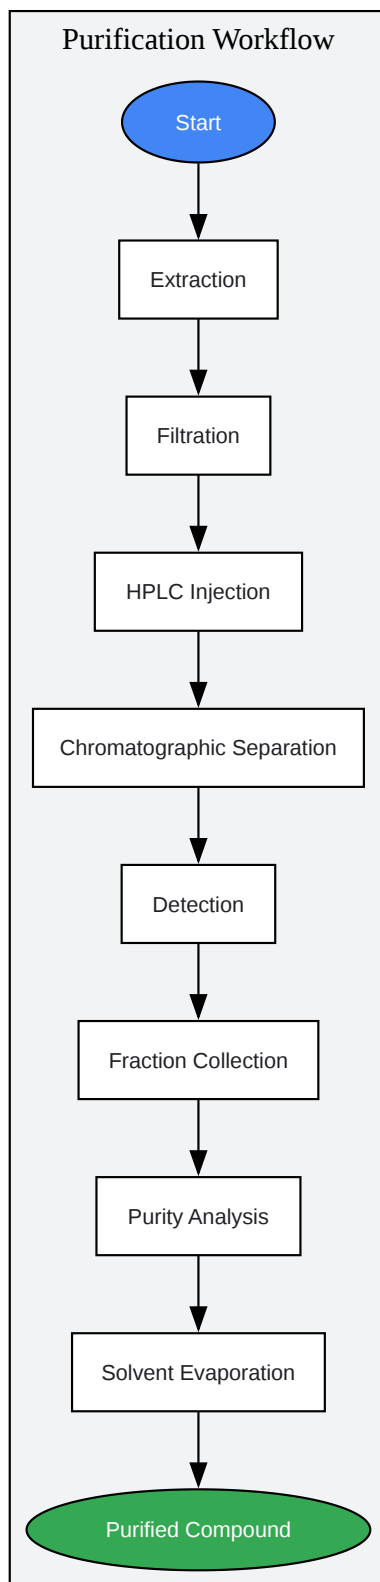 Purification Workflow
Start
Extraction
Filtration
HPLC Injection
Chromatographic Separation
Detection
Fraction Collection
Purity Analysis
Solvent Evaporation
Purified Compound